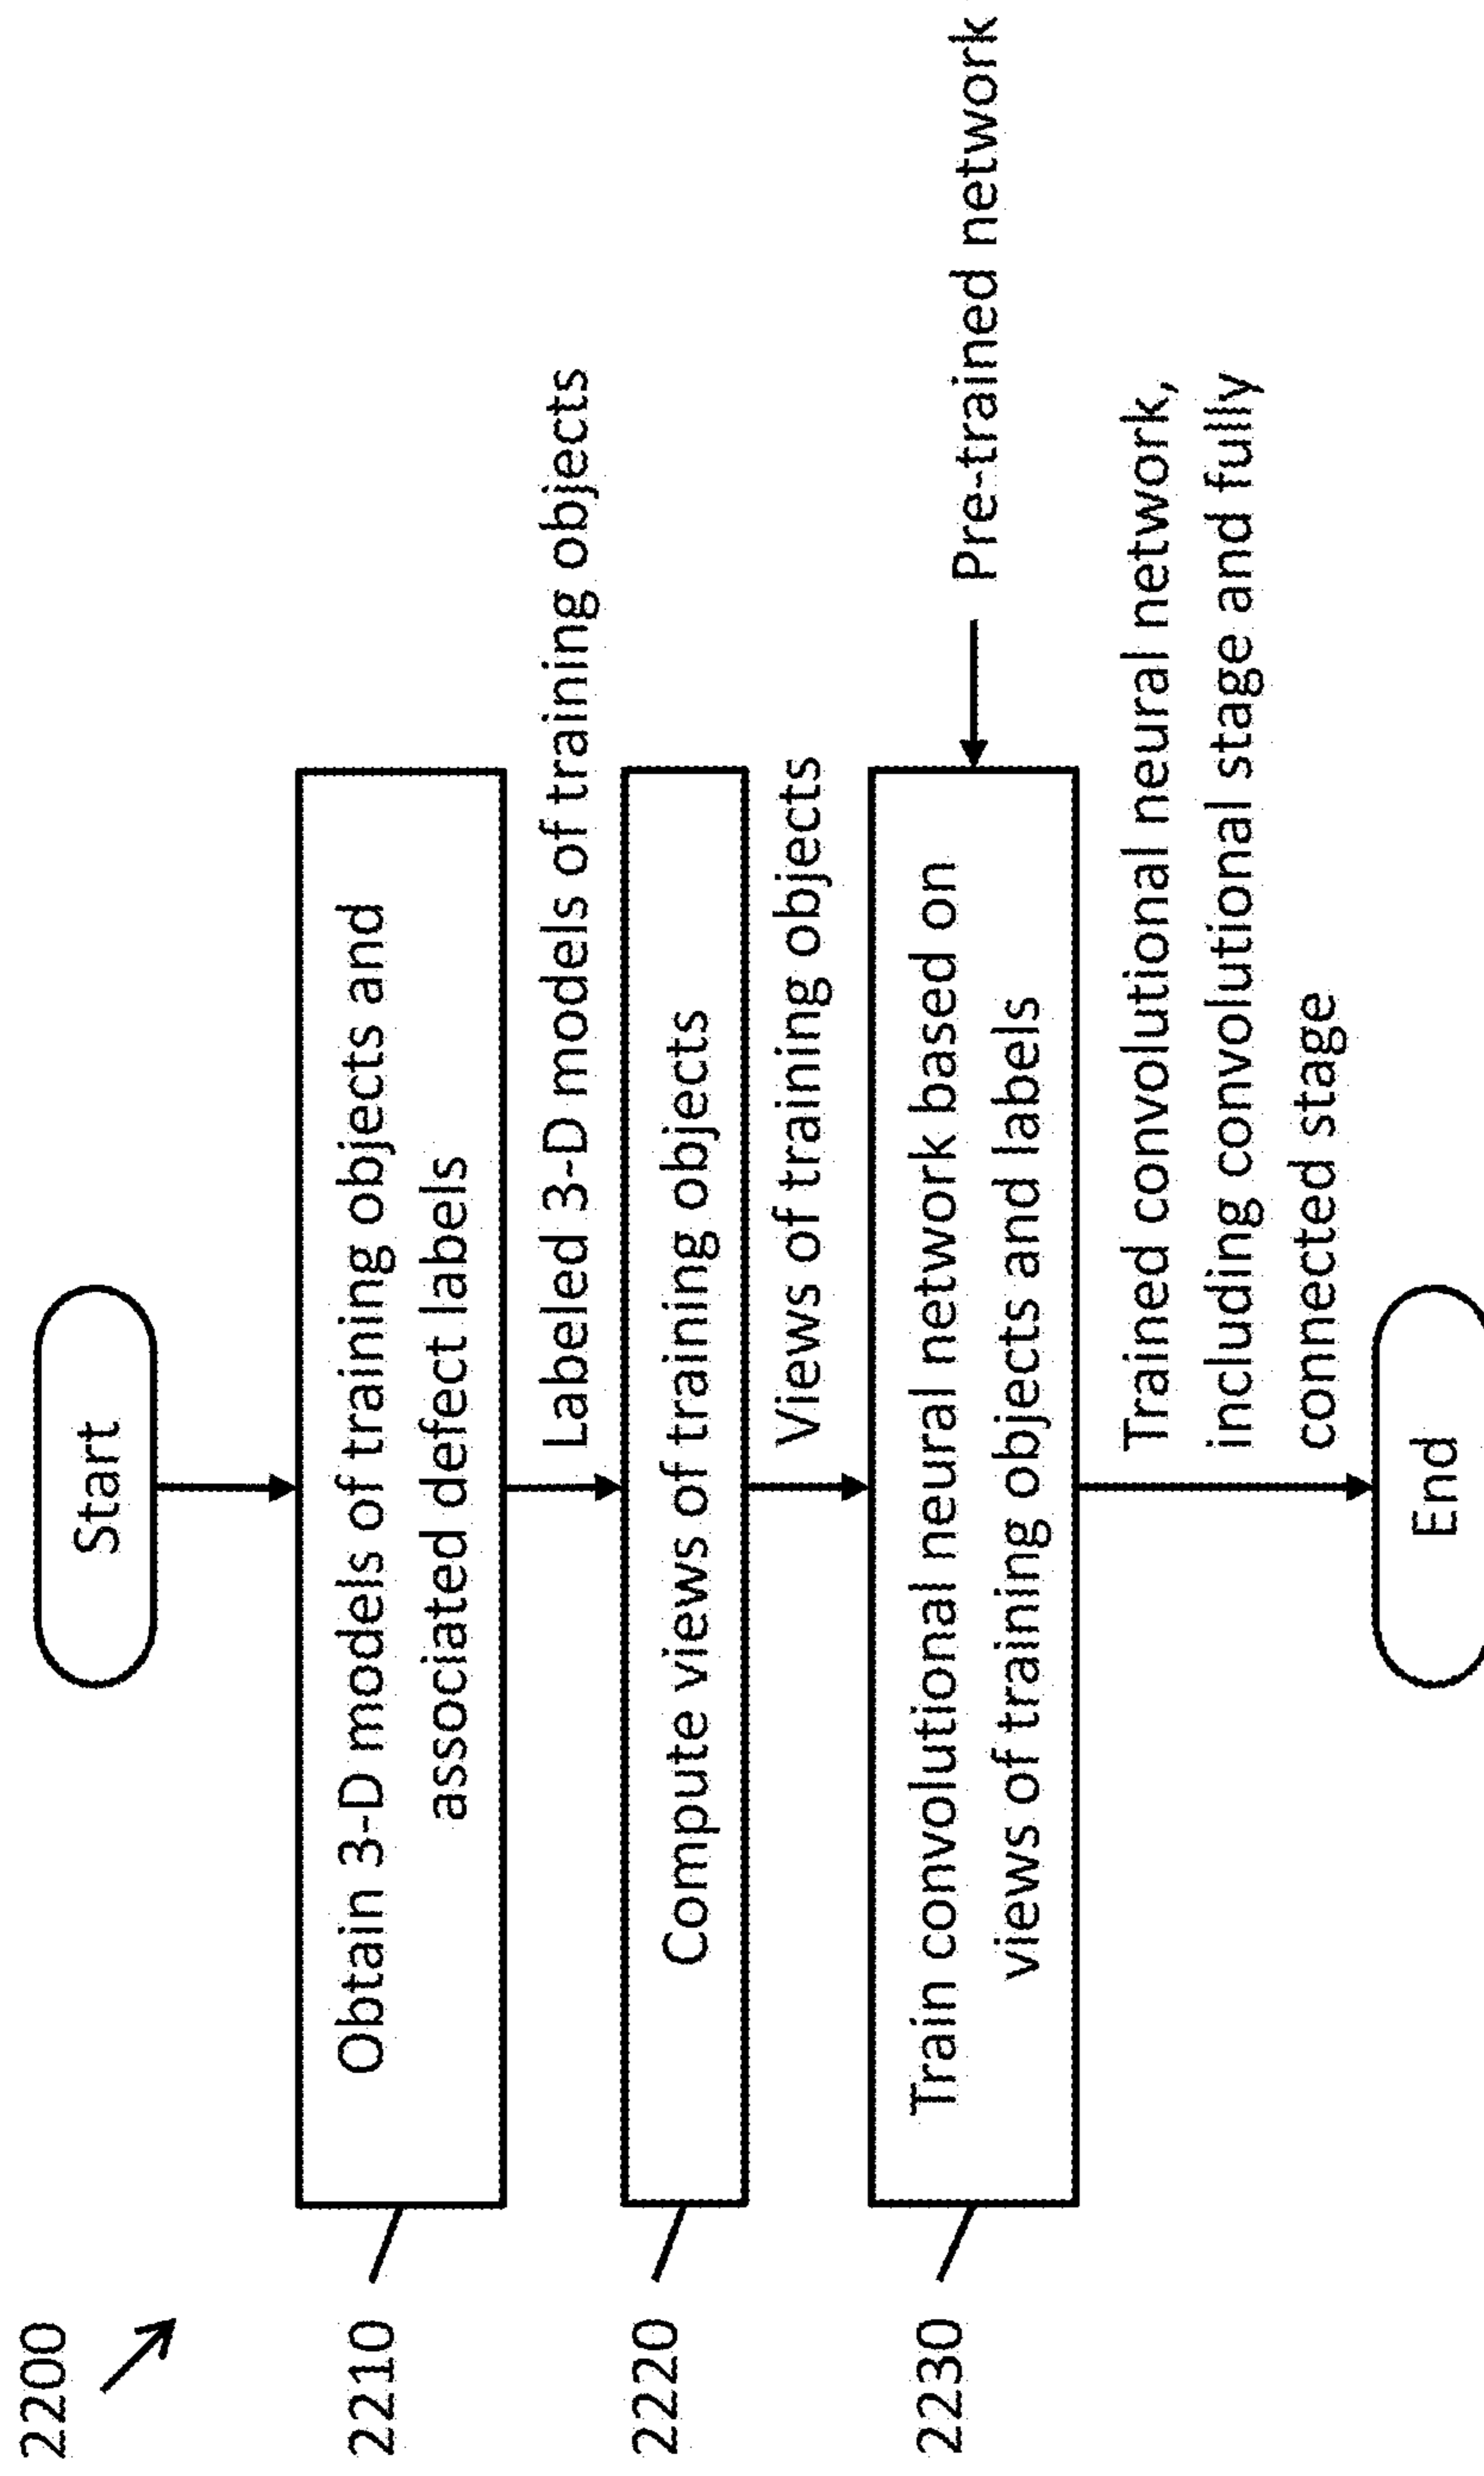 2200
Start
2210
Obtain 3-D models of training objects and
associated defect labels
Labeled 3-D models of training objects
2220
Compute views of training objects
Views of training objects
2230
Train convolutional neural network based on
views of training objects and labels
Pre-trained network
Trained convolutional neural network,
including convolutional stage and fully
connected stage
End